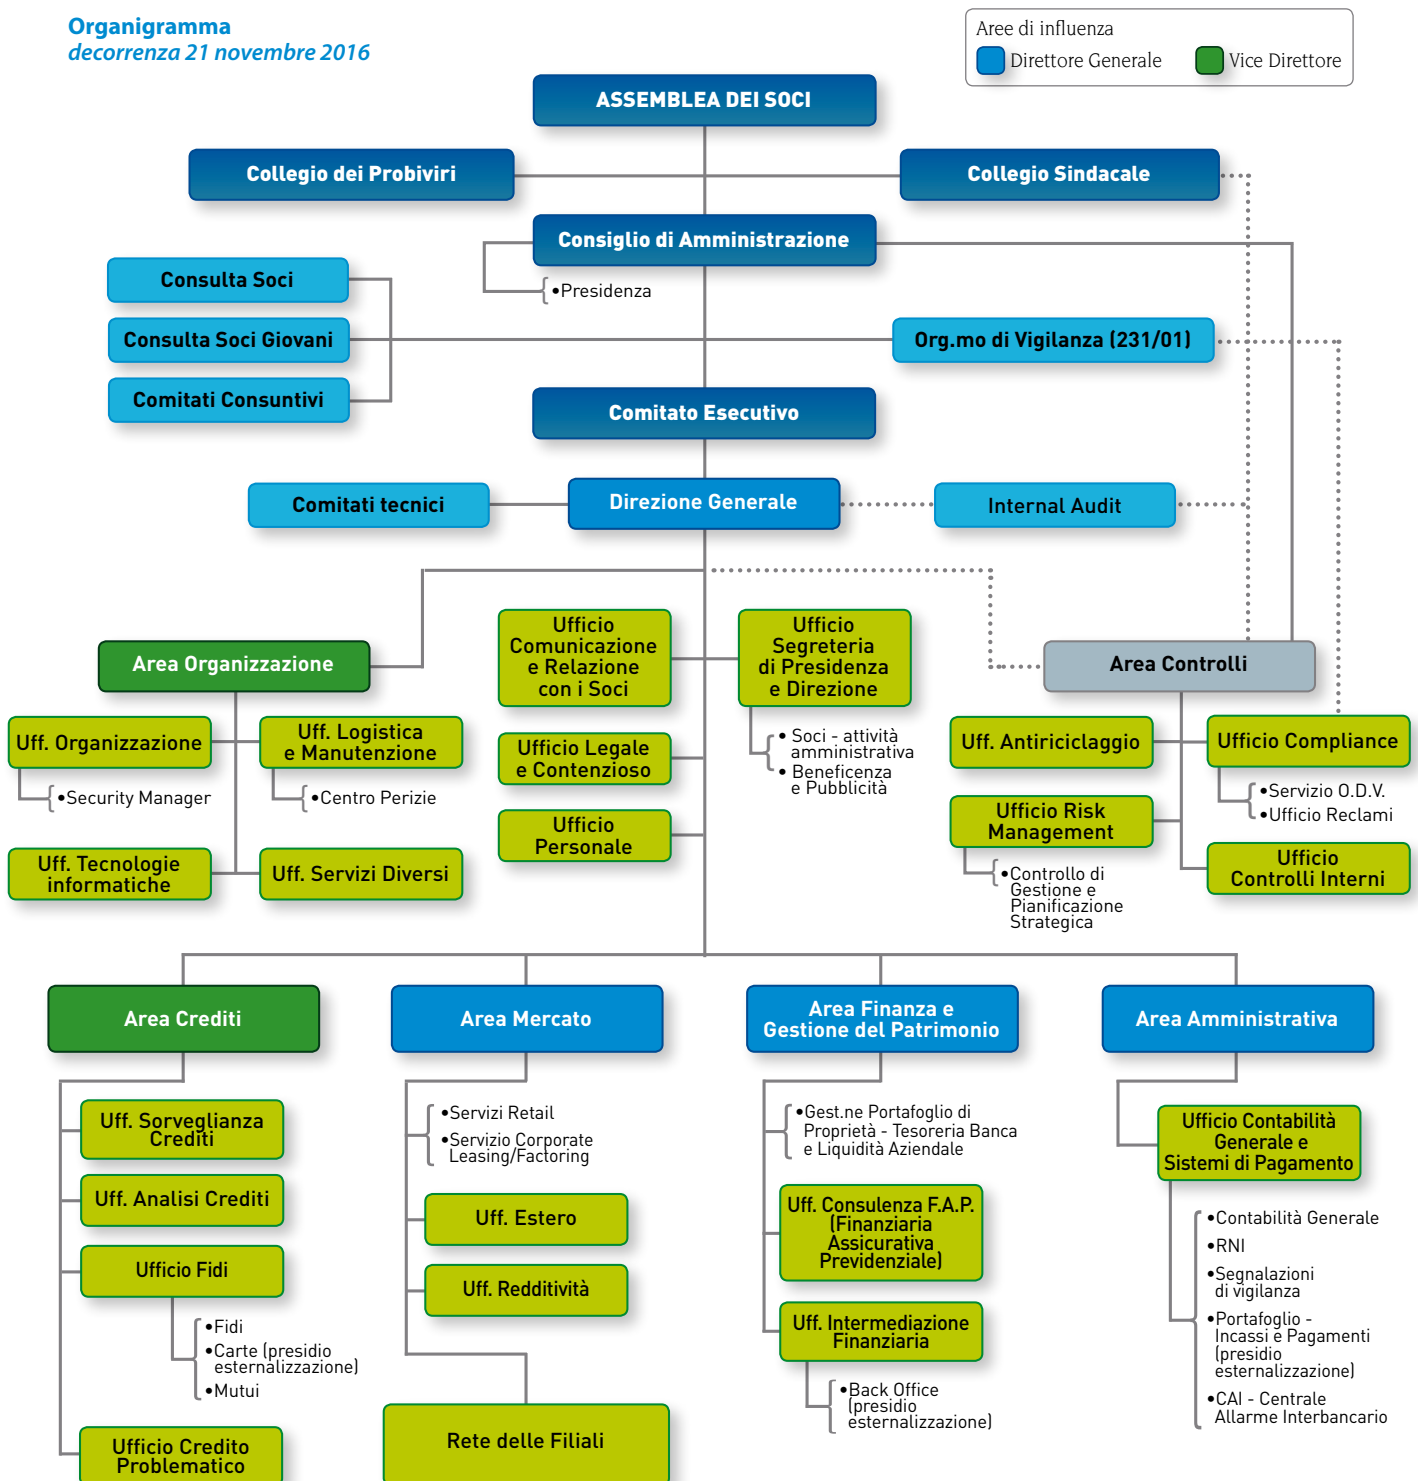 Organigramma
decorrenza 21 novembre 2016
Aree di influenza
Direttore Generale
Vice Direttore
ASSEMBLEA DEI SOCI
Collegio dei Probiviri
Collegio Sindacale
Consiglio di Amministrazione
•Presidenza
Consulta Soci
Consulta Soci Giovani
Comitati Consuntivi
Org.mo di Vigilanza (231/01)
Comitato Esecutivo
Comitati tecnici
Direzione Generale
Internal Audit
Area Organizzazione
Uff. Organizzazione
•Security Manager
Uff. Logistica
e Manutenzione
•Centro Perizie
Uff. Tecnologie
informatiche
Uff. Servizi Diversi
Ufficio
Comunicazione
e Relazione
con i Soci
Ufficio
Segreteria
di Presidenza
e Direzione
• Soci - attività
amministrativa
• Beneficenza
e Pubblicità
Ufficio Legale
e Contenzioso
Ufficio
Personale
Area Controlli
Uff. Antiriciclaggio
Ufficio Compliance
•Servizio O.D.V.
•Ufficio Reclami
Ufficio Risk
Management
•Controllo di
Gestione e
Pianificazione
Strategica
Ufficio
Controlli Interni
Area Crediti
Uff. Sorveglianza
Crediti
Uff. Analisi Crediti
Ufficio Fidi
•Fidi
•Carte (presidio
esternalizzazione)
•Mutui
Ufficio Credito
Problematico
Area Mercato
•Servizi Retail
•Servizio Corporate
Leasing/Factoring
Uff. Estero
Uff. Redditività
Rete delle Filiali
Area Finanza e
Gestione del Patrimonio
•Gest.ne Portafoglio di
Proprietà - Tesoreria Banca
e Liquidità Aziendale
Uff. Consulenza F.A.P.
(Finanziaria
Assicurativa
Previdenziale)
Uff. Intermediazione
Finanziaria
•Back Office
(presidio
esternalizzazione)
Area Amministrativa
Ufficio Contabilità
Generale e
Sistemi di Pagamento
•Contabilità Generale
•RNI
•Segnalazioni
di vigilanza
•Portafoglio -
Incassi e Pagamenti
(presidio
esternalizzazione)
•CAI - Centrale
Allarme Interbancario